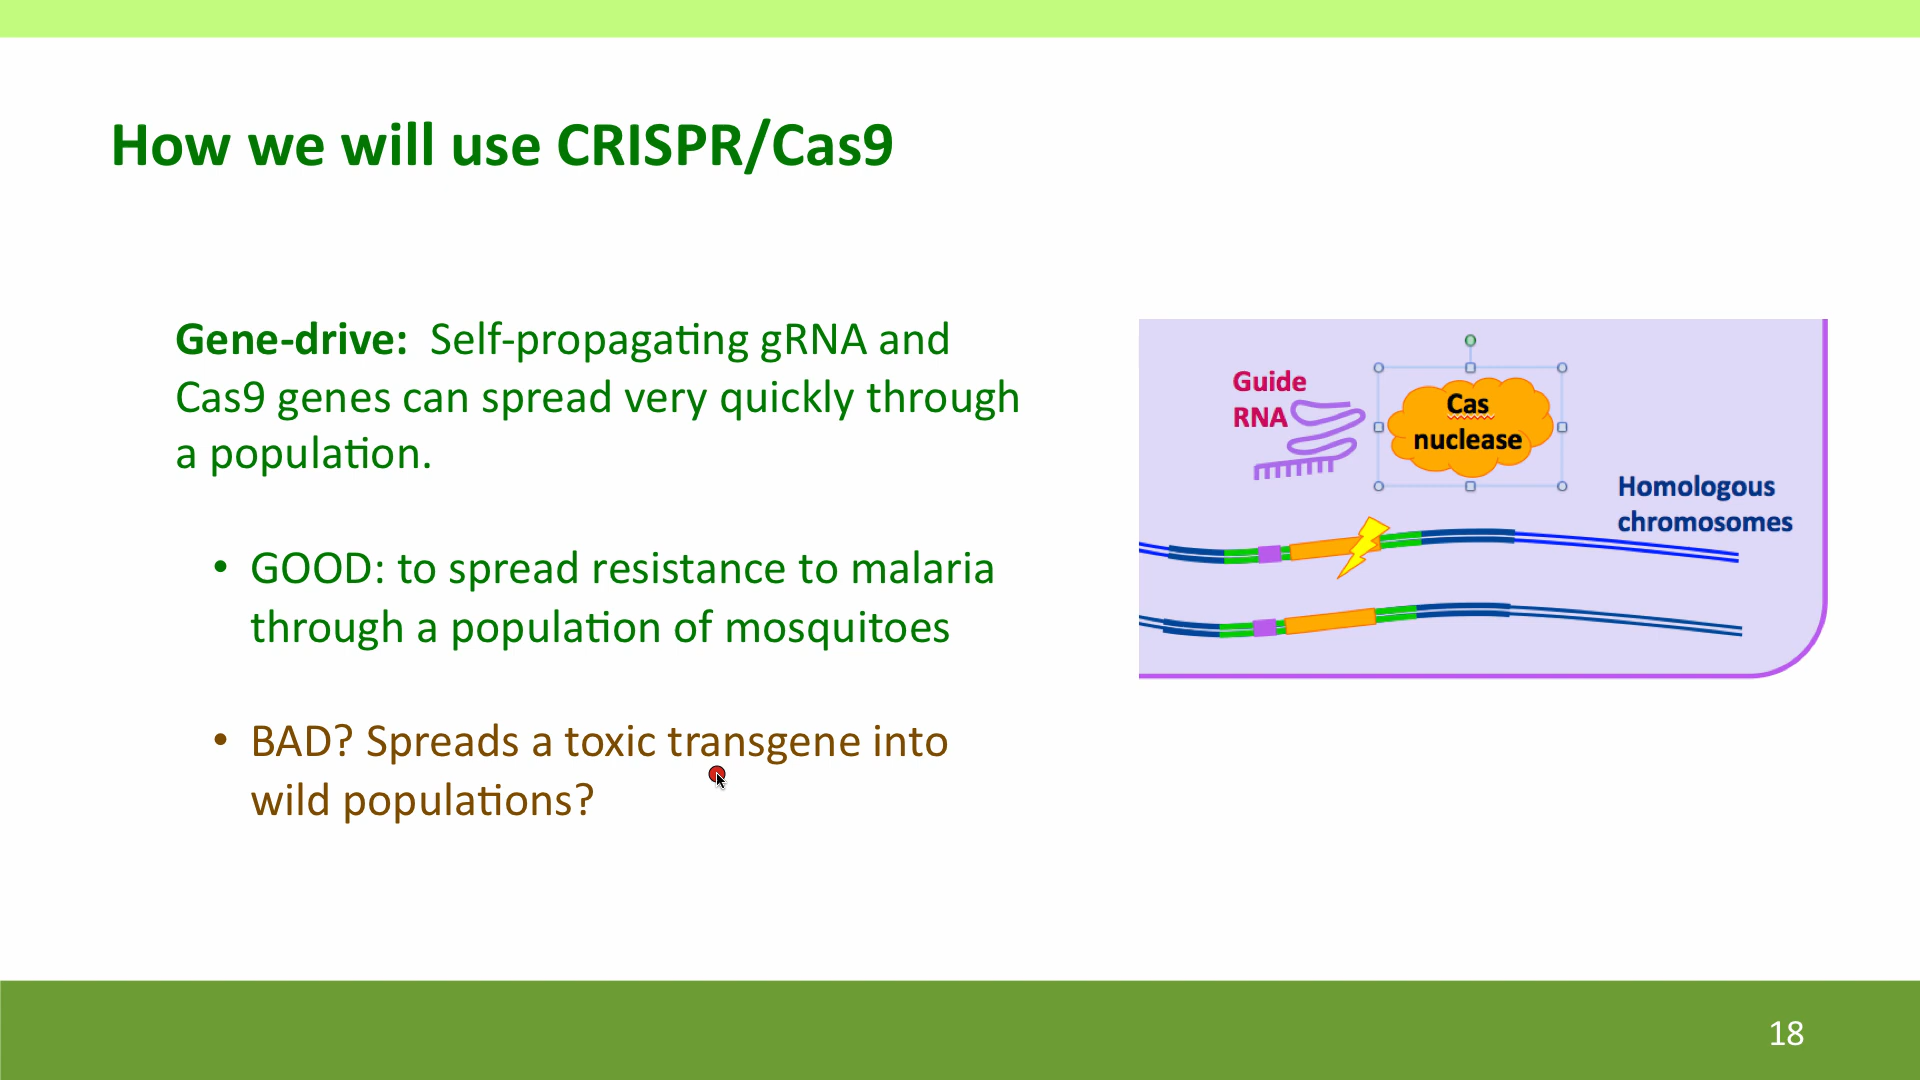 How we will use CRISPR/Cas9
Gene-drive: Self-propagating gRNA and
Cas9 genes can spread very quickly through
a population.
• GOOD: to spread resistance to malaria
through a population of mosquitoes
• BAD? Spreads a toxic transgene into
wild populations?
Guide
RNA
Cas
nuclease
Homologous
chromosomes
18